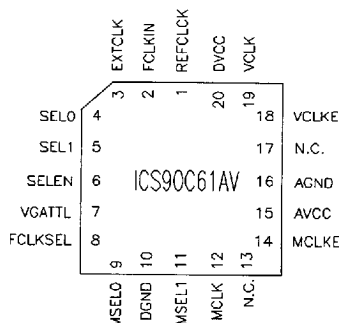 EXTCLK
FCLKIN
REFCLCK
DVCC
VCLK
3
2
1
20
19
SEL0 4
SEL1 5
SELEN 6
VGATTL 7
FCLKSEL 8
ICS90C61AV
18 VCLKE
17 N.C.
16 AGND
15 AVCC
14 MCLKE
9
10
11
12
13
MSEL0
DGND
MSEL1
MCLK
N.C.